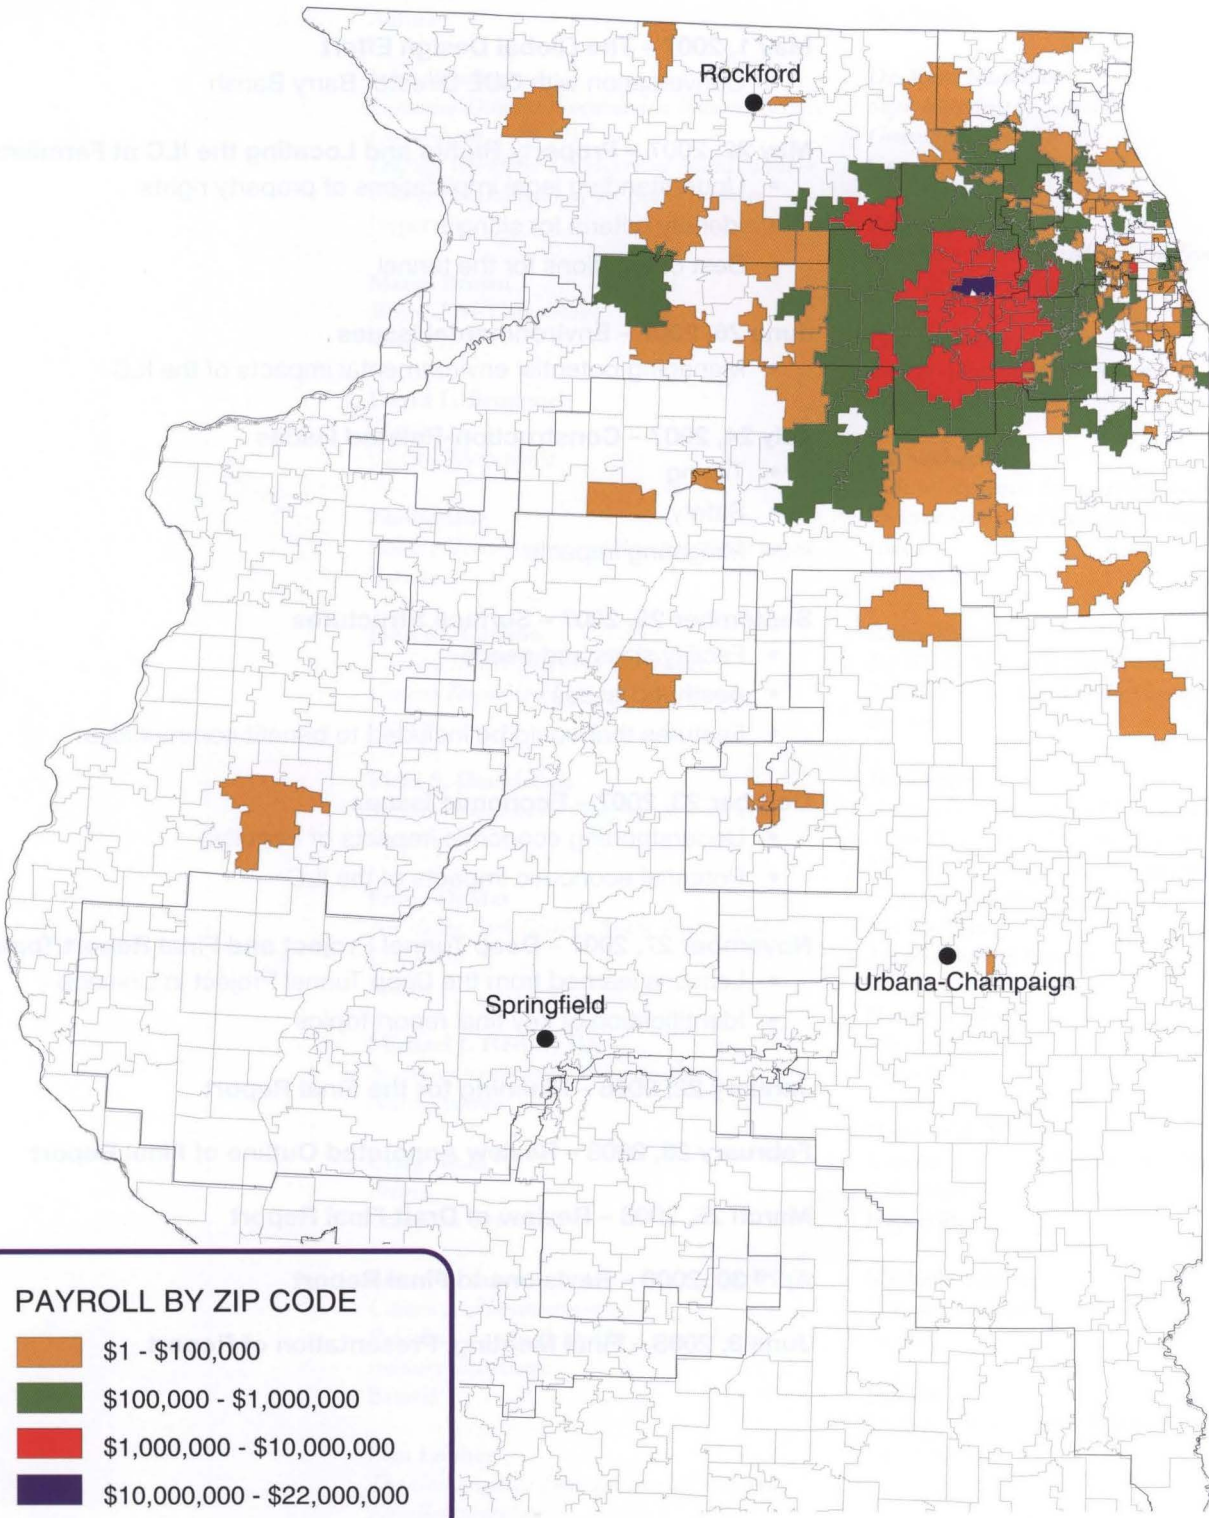 Rockford
Urbana-Champaign
Springfield
PAYROLL BY ZIP CODE
$1 - $100,000
$100,000 - $1,000,000
$1,000,000 - $10,000,000
$10,000,000 - $22,000,000